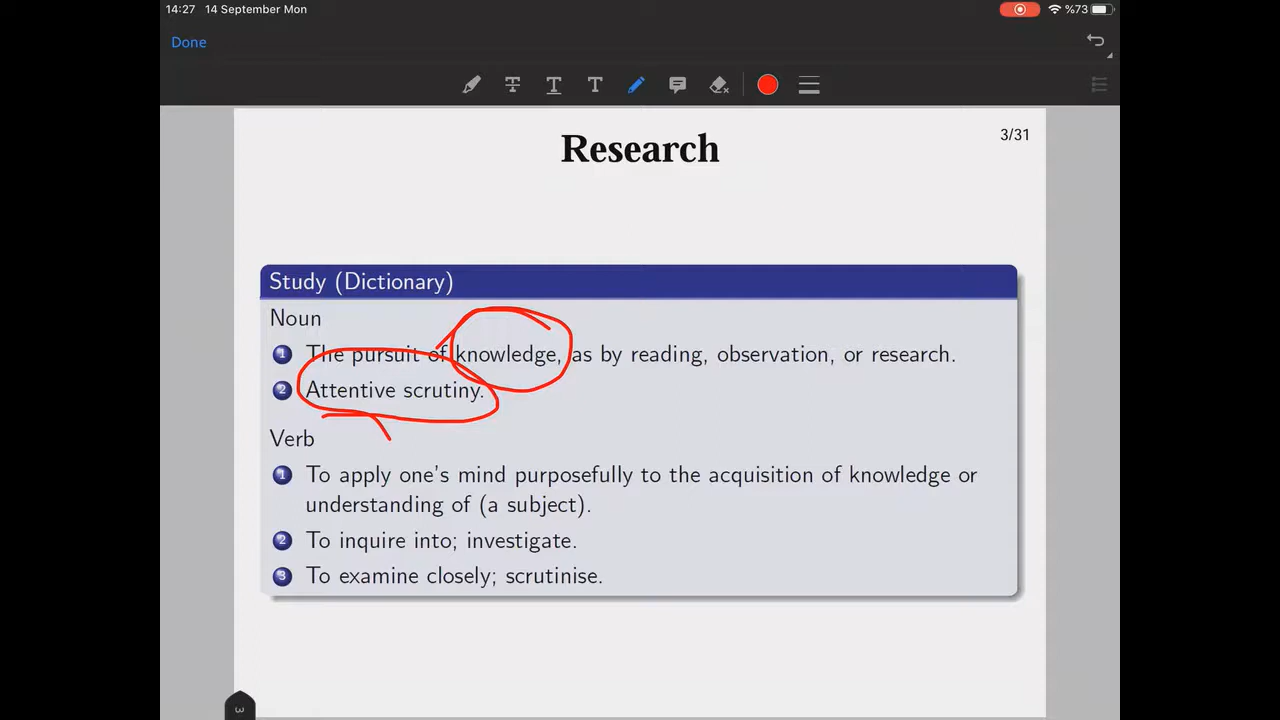 14:27 14 September Mon %73
Done
Research
3/31
Study (Dictionary)
Noun
1 The pursuit of knowledge, as by reading, observation, or research.
2 Attentive scrutiny.
Verb
1 To apply one's mind purposefully to the acquisition of knowledge or
understanding of (a subject).
2 To inquire into; investigate.
3 To examine closely; scrutinise.
3